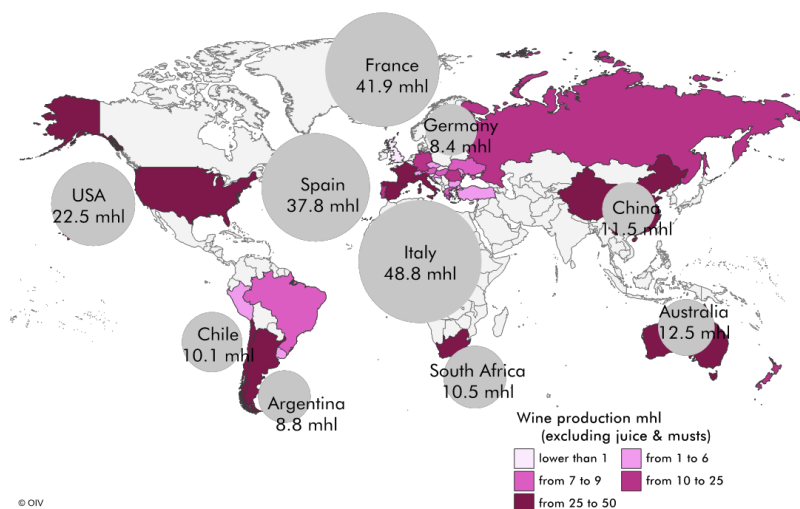 France
41.9 mhl
Germany
8.4 mhl
USA
22.5 mhl
Spain
37.8 mhl
China
11.5 mhl
Italy
48.8 mhl
Australia
12.5 mhl
Chile
10.1 mhl
South Africa
10.5 mhl
Argentina
8.8 mhl
Wine production mhl
(excluding juice & musts)
lower than 1
from 1 to 6
from 7 to 9
from 10 to 25
from 25 to 50
© OIV